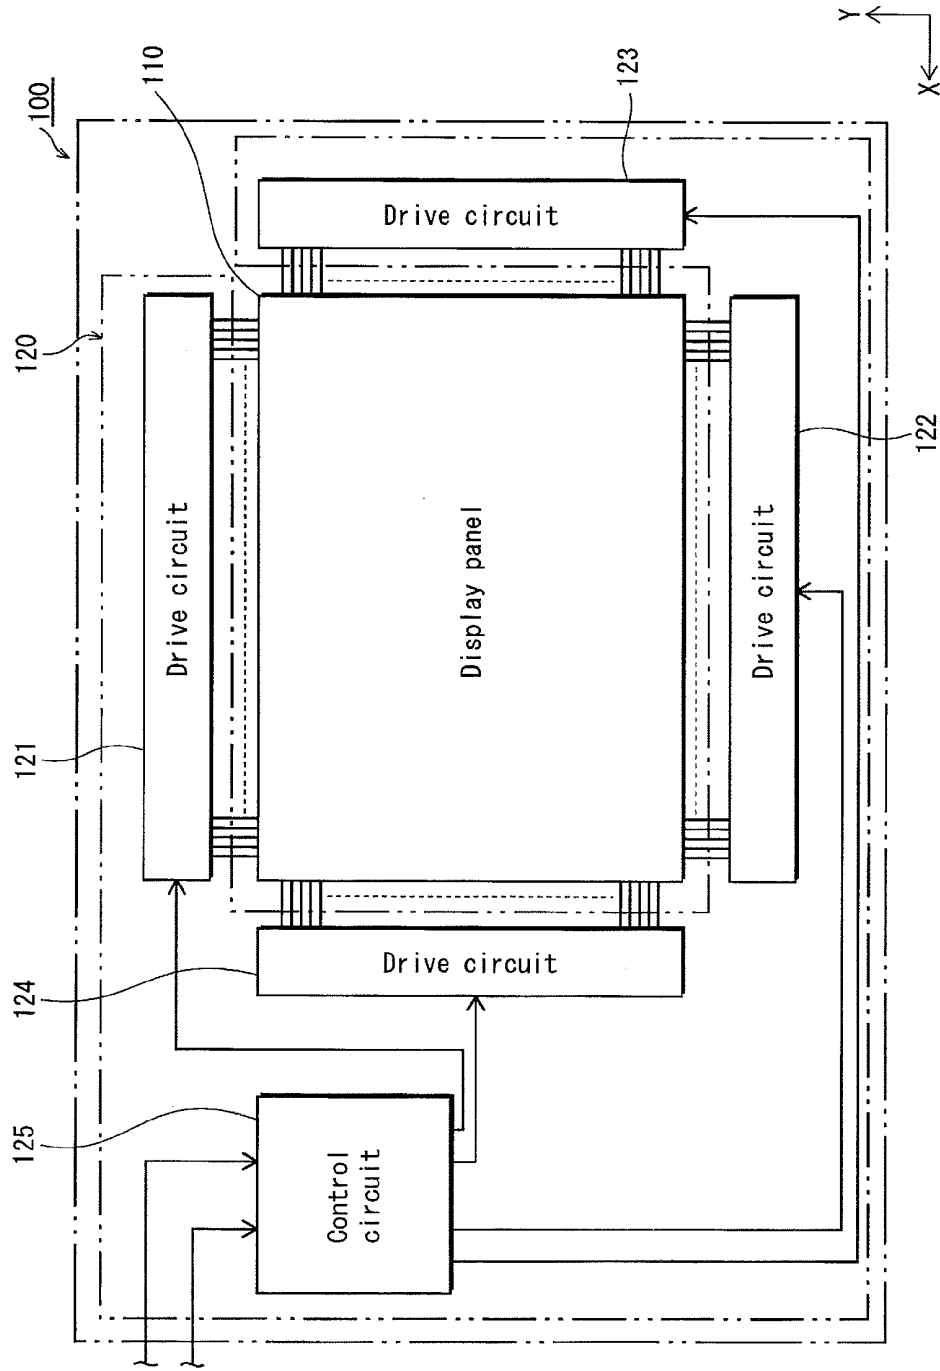 100
110
120
Drive circuit
123
121
Drive circuit
Display panel
Drive circuit
122
124
Drive circuit
125
Control
circuit
X
Y